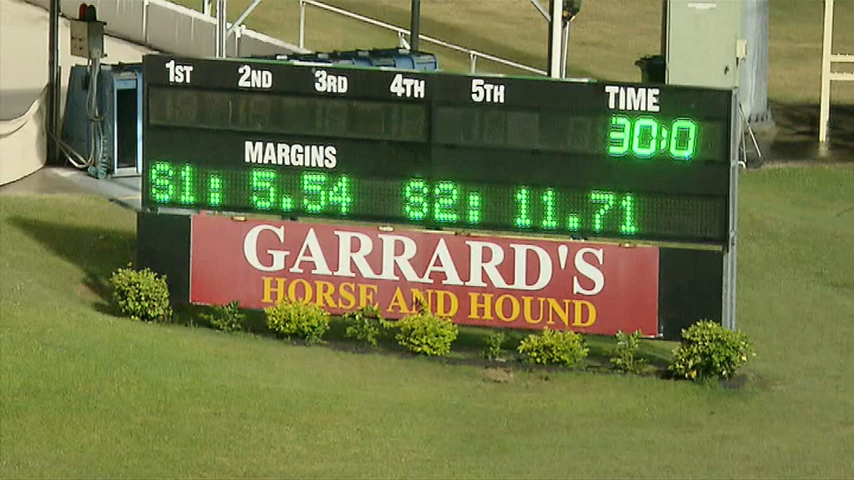 1ST 2ND 3RD 4TH 5TH TIME
30:0
MARGINS
S1: 5.54 S2: 11.71
GARRARD'S
HORSE AND HOUND